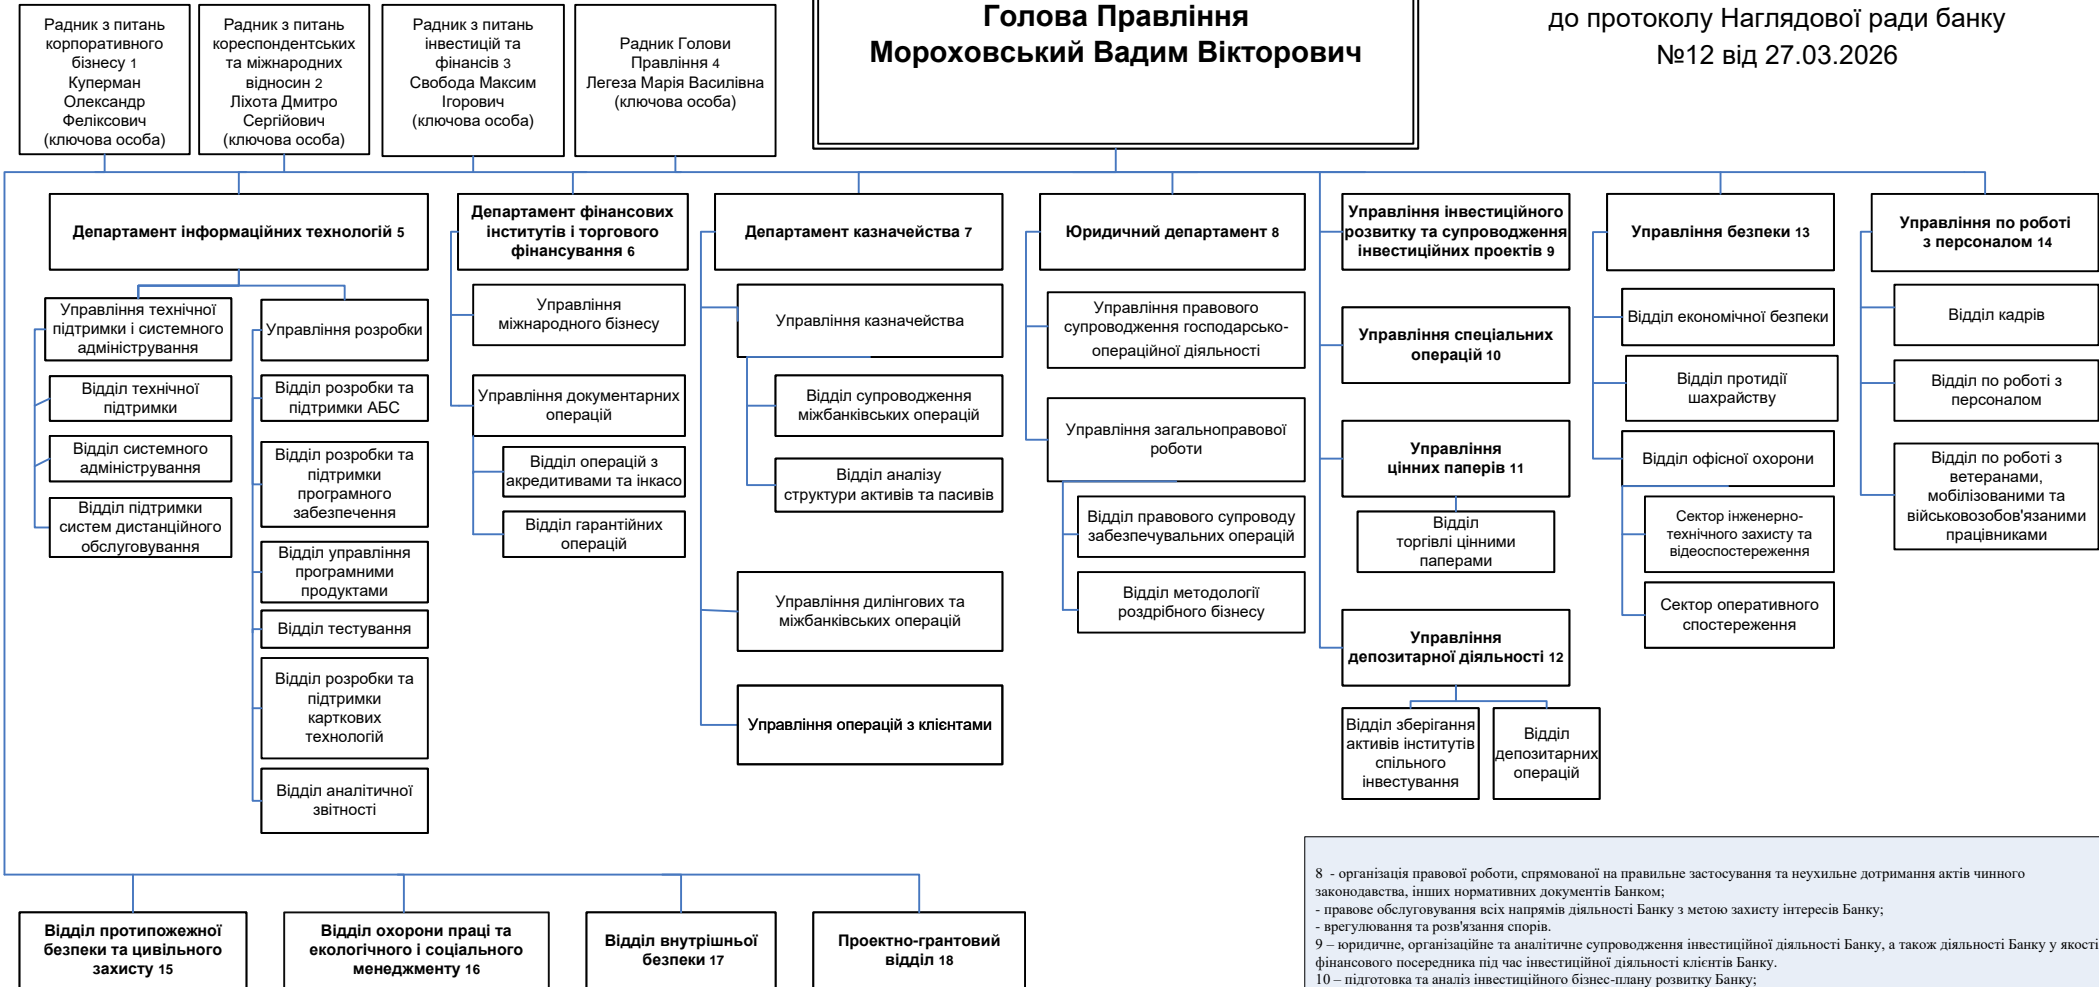 Радник з питань
корпоративного
бізнесу 1
Куперман
Олександр
Феліксович
(ключова особа)
Радник з питань
кореспондентських
та міжнародних
відносин 2
Ліхота Дмитро
Сергійович
(ключова особа)
Радник з питань
інвестицій та
фінансів 3
Свобода Максим
Ігорович
(ключова особа)
Радник Голови
Правління 4
Легеза Марія Василівна
(ключова особа)
Голова Правління
Мороховський Вадим Вікторович
до протоколу Наглядової ради банку
№12 від 27.03.2026
Департамент інформаційних технологій 5
Департамент фінансових
інститутів і торгового
фінансування 6
Департамент казначейства 7
Юридичний департамент 8
Управління інвестиційного
розвитку та супроводження
інвестиційних проектів 9
Управління безпеки 13
Управління по роботі
з персоналом 14
Управління технічної
підтримки і системного
адміністрування
Відділ технічної
підтримки
Відділ системного
адміністрування
Відділ підтримки
систем дистанційного
обслуговування
Управління розробки
Відділ розробки та
підтримки АБС
Відділ розробки та
підтримки
програмного
забезпечення
Відділ управління
програмними
продуктами
Відділ тестування
Відділ розробки та
підтримки
карткових
технологій
Відділ аналітичної
звітності
Управління
міжнародного бізнесу
Управління документарних
операцій
Відділ операцій з
акредитивами та інкасо
Відділ гарантійних
операцій
Управління казначейства
Відділ супроводження
міжбанківських операцій
Відділ аналізу
структури активів та пасивів
Управління дилінгових та
міжбанківських операцій
Управління операцій з клієнтами
Управління правового
супроводження господарсько-
операційної діяльності
Управління загальноправової
роботи
Відділ правового супроводу
забезпечувальних операцій
Відділ методології
роздрібного бізнесу
Управління спеціальних
операцій 10
Управління
цінних паперів 11
Відділ
торгівлі цінними
паперами
Управління
депозитарної діяльності 12
Відділ зберігання
активів інститутів
спільного
інвестування
Відділ
депозитарних
операцій
Відділ економічної безпеки
Відділ протидії
шахрайству
Відділ офісної охорони
Сектор інженерно-
технічного захисту та
відеоспостереження
Сектор оперативного
спостереження
Відділ кадрів
Відділ по роботі з
персоналом
Відділ по роботі з
ветеранами,
мобілізованими та
військовозобов'язаними
працівниками
Відділ протипожежної
безпеки та цивільного
захисту 15
Відділ охорони праці та
екологічного і соціального
менеджменту 16
Відділ внутрішньої
безпеки 17
Проектно-грантовий
відділ 18
8 - організація правової роботи, спрямованої на правильне застосування та неухильне дотримання актів чинного
законодавства, інших нормативних документів Банком;
- правове обслуговування всіх напрямів діяльності Банку з метою захисту інтересів Банку;
- врегулювання та розв'язання спорів.
9 – юридичне, організаційне та аналітичне супроводження інвестиційної діяльності Банку, а також діяльності Банку у якості
фінансового посередника під час інвестиційної діяльності клієнтів Банку.
10 – підготовка та аналіз інвестиційного бізнес-плану розвитку Банку;